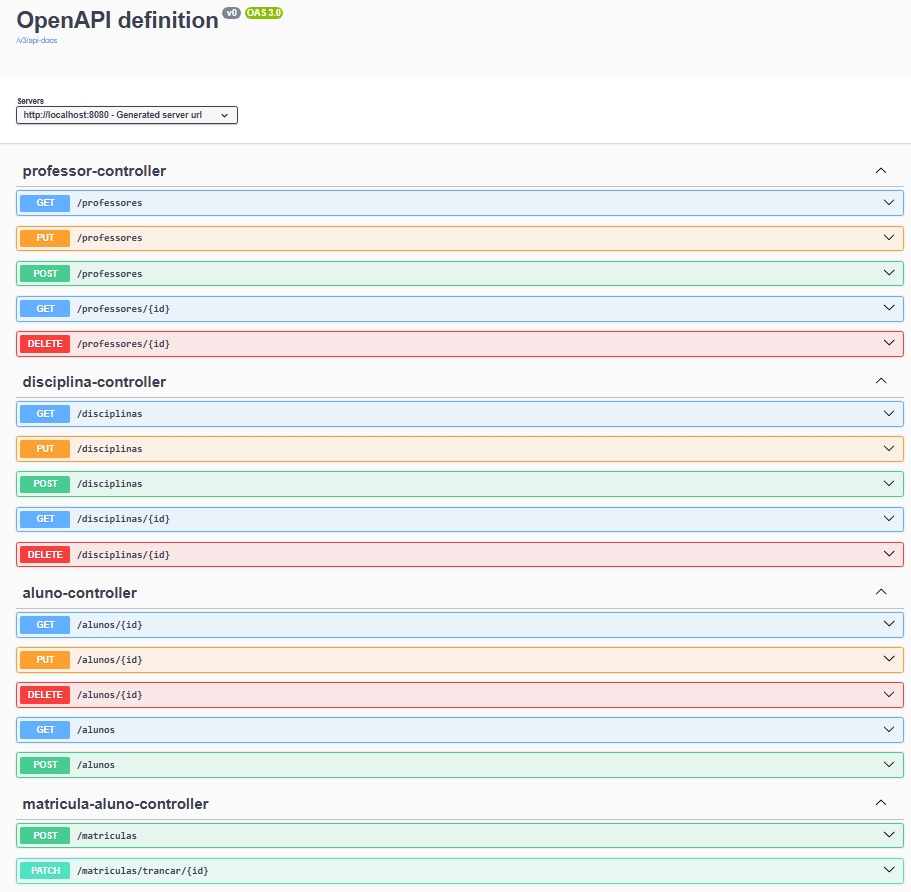 OpenAPI definition v0 OAS 3.0
/v3/api-docs
Servers
http://localhost:8080 - Generated server url
professor-controller
GET /professores
PUT /professores
POST /professores
GET /professores/{id}
DELETE /professores/{id}
disciplina-controller
GET /disciplinas
PUT /disciplinas
POST /disciplinas
GET /disciplinas/{id}
DELETE /disciplinas/{id}
aluno-controller
GET /alunos/{id}
PUT /alunos/{id}
DELETE /alunos/{id}
GET /alunos
POST /alunos
matricula-aluno-controller
POST /matriculas
PATCH /matriculas/trancar/{id}